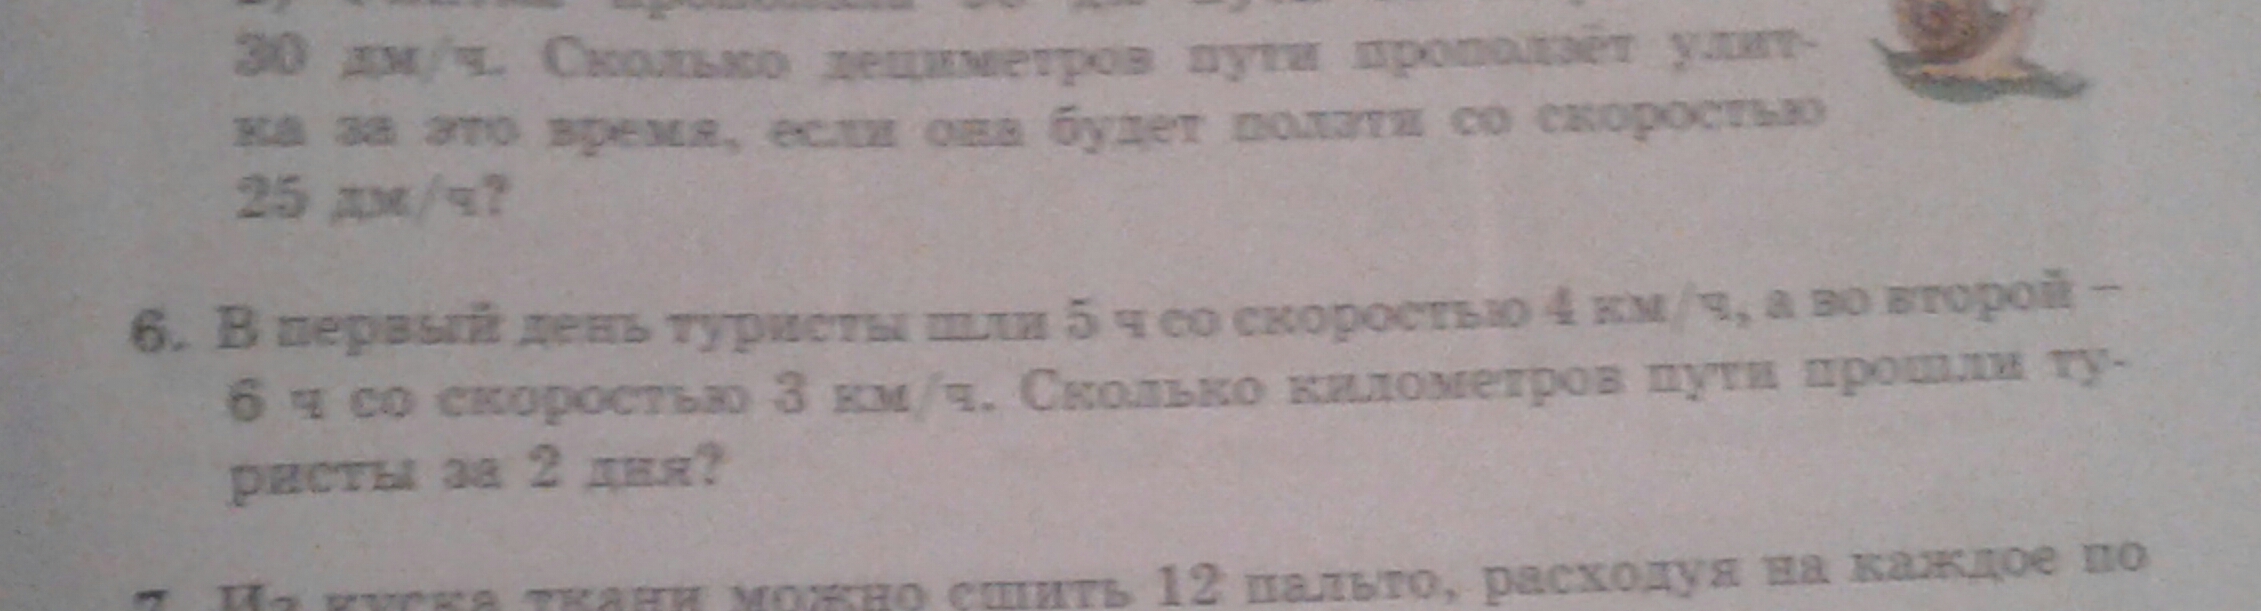 30 дм/ч. Сколько дециметров пути проползёт улит-
ка за это время, если она будет ползти со скоростью
25 дм/ч?
6. В первый день туристы шли 5 ч со скоростью 4 км/ч, а во второй –
6 ч со скоростью 3 км/ч. Сколько километров пути прошли ту-
ристы за 2 дня?
7. Из куска ткани можно сшить 12 пальто, расходуя на каждое по